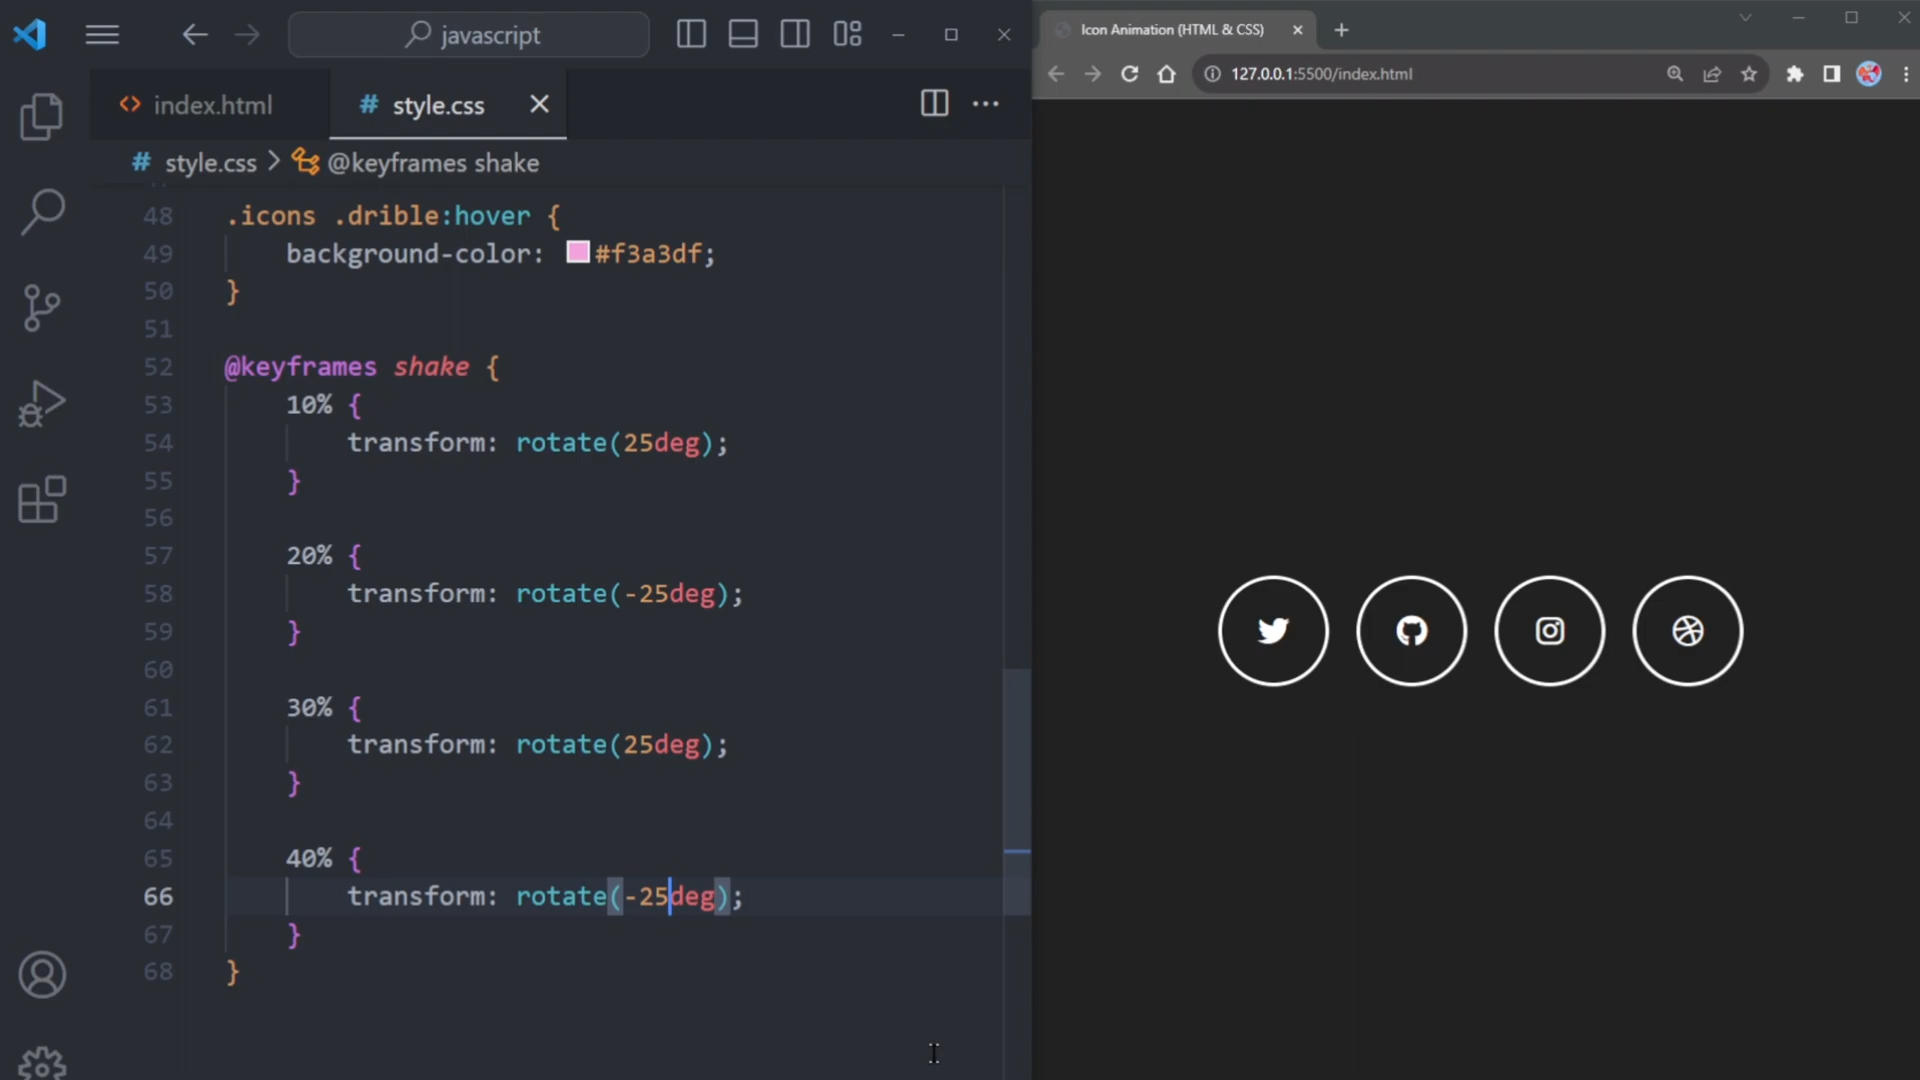 javascript
index.html
# style.css
# style.css > @keyframes shake
48 .icons .drible:hover {
49 background-color: #f3a3df;
50 }
51
52 @keyframes shake {
53 10% {
54 transform: rotate(25deg);
55 }
56
57 20% {
58 transform: rotate(-25deg);
59 }
60
61 30% {
62 transform: rotate(25deg);
63 }
64
65 40% {
66 transform: rotate(-25deg);
67 }
68 }
Icon Animation (HTML & CSS)
127.0.0.1:5500/index.html